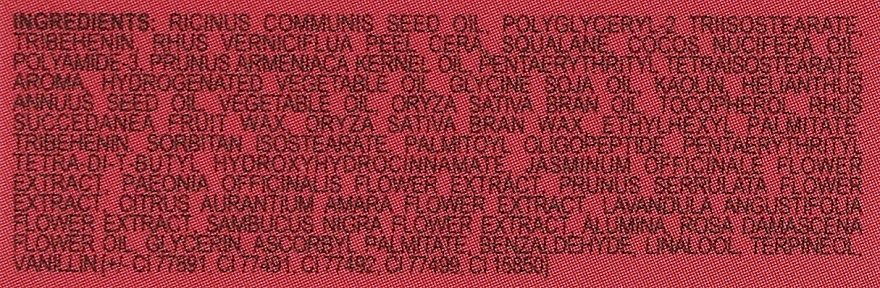 INGREDIENTS: RICINUS COMMUNIS SEED OIL, POLYGLYCERYL-2 TRIISOSTEARATE,
TRIBEHENIN, RHUS VERNICIFLUA PEEL CERA, SQUALANE, COCOS NUCIFERA OIL,
POLYAMIDE-3, PRUNUS ARMENIACA KERNEL OIL, PENTAERYTHRITYL TETRAISOSTEARATE,
AROMA, HYDROGENATED VEGETABLE OIL, GLYCINE SOJA OIL, KAOLIN, HELIANTHUS
ANNUUS SEED OIL, VEGETABLE OIL, ORYZA SATIVA BRAN OIL, TOCOPHEROL, RHUS
SUCCEDANEA FRUIT WAX, ORYZA SATIVA BRAN WAX, ETHYLHEXYL PALMITATE,
TRIBEHENIN, SORBITAN ISOSTEARATE, PALMITOYL OLIGOPEPTIDE, PENTAERYTHRITYL
TETRA-DI-T-BUTYL HYDROXYHYDROCINNAMATE, JASMINUM OFFICINALE FLOWER
EXTRACT, PAEONIA OFFICINALIS FLOWER EXTRACT, PRUNUS SERRULATA FLOWER
EXTRACT, CITRUS AURANTIUM AMARA FLOWER EXTRACT, LAVANDULA ANGUSTIFOLIA
FLOWER EXTRACT, SAMBUCUS NIGRA FLOWER EXTRACT, ALUMINA, ROSA DAMASCENA
FLOWER OIL, GLYCERIN, ASCORBYL PALMITATE, BENZALDEHYDE, LINALOOL, TERPINEOL,
VANILLIN [+/- CI 77891, CI 77491, CI 77492, CI 77499, CI 15850]